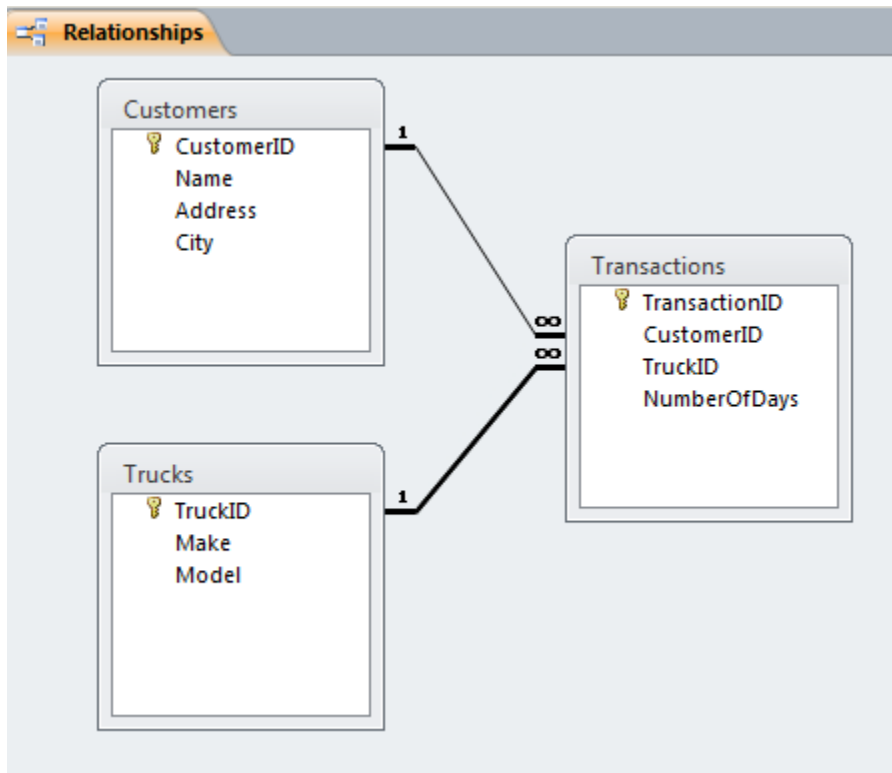 Relationships
Customers
CustomerID
Name
Address
City
1
Transactions
TransactionID
CustomerID
TruckID
NumberOfDays
∞
∞
Trucks
TruckID
Make
Model
1